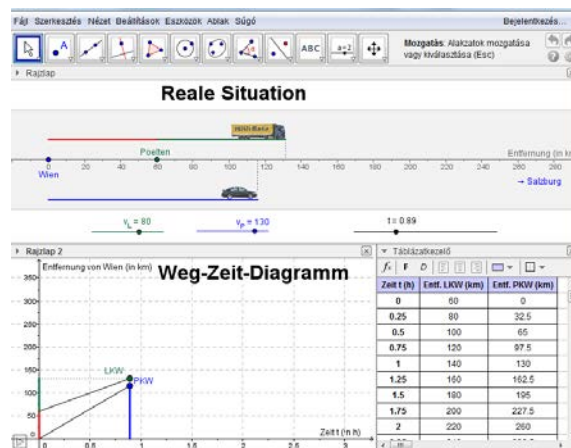 Fájl Szerkesztés Nézet Beállítások Eszközök Ablak Súgó Bejelentkezés...
A ABC a=2
Mozgatás: Alakzatok mozgatása
vagy kiválasztása (Esc)
Rajzlap
Reale Situation
Poelten
Entfernung (in k
0 20 40 60 80 100 120 140 160 180 200 220 240 260 280
Wien
→ Salzburg
v_L = 80 v_P = 130 t = 0.89
Rajzlap 2
Táblázatkezelő
Entfernung von Wien (in km)
Weg-Zeit-Diagramm
350
300
250
200
150
100
50
0
LKW
PKW
Zeit t (in h)
0 0.5 1 1.5 2 2.5 3
fx F D
Zeit t (h) Entf. LKW (km) Entf. PKW (km)
0 60 0
0.25 80 32.5
0.5 100 65
0.75 120 97.5
1 140 130
1.25 160 162.5
1.5 180 195
1.75 200 227.5
2 220 260